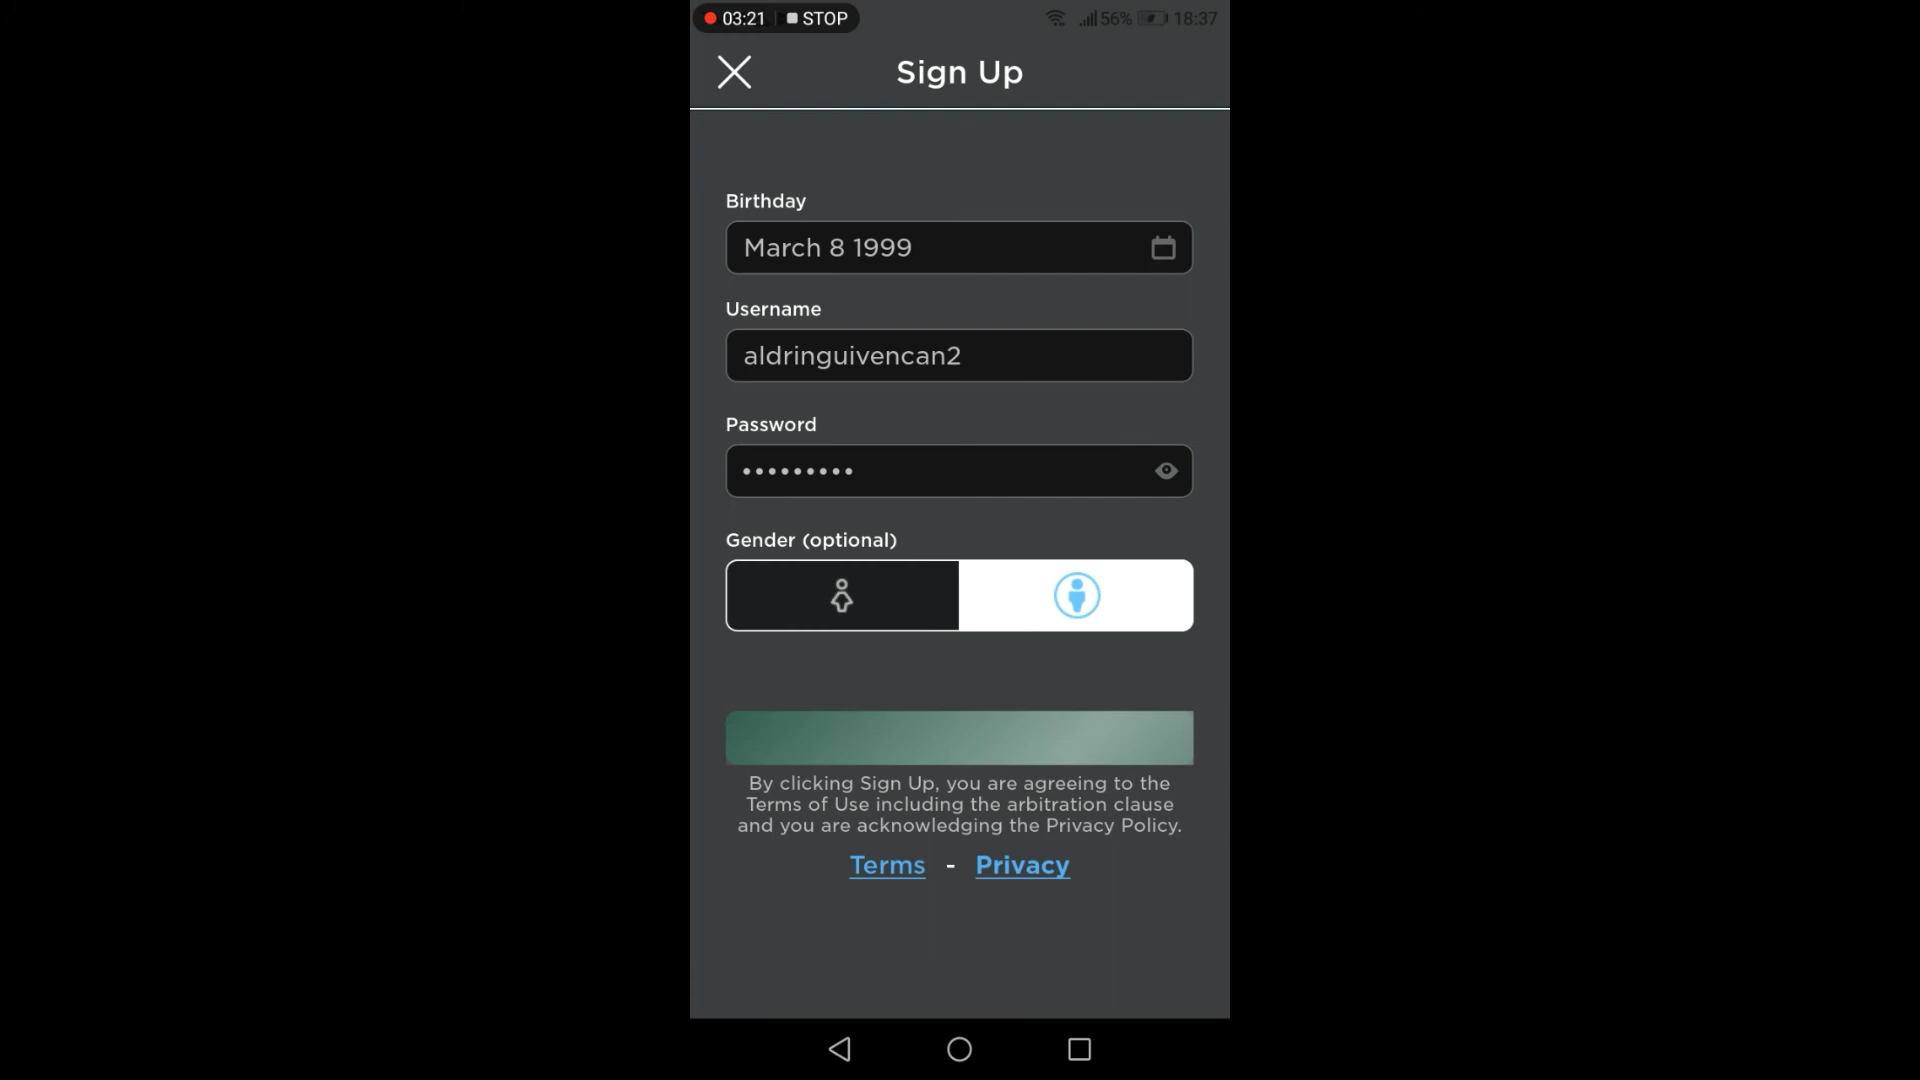 03:21 STOP 56% 18:37
Sign Up
Birthday
March 8 1999
Username
aldringuivencan2
Password
•••••••••
Gender (optional)
By clicking Sign Up, you are agreeing to the
Terms of Use including the arbitration clause
and you are acknowledging the Privacy Policy.
Terms - Privacy